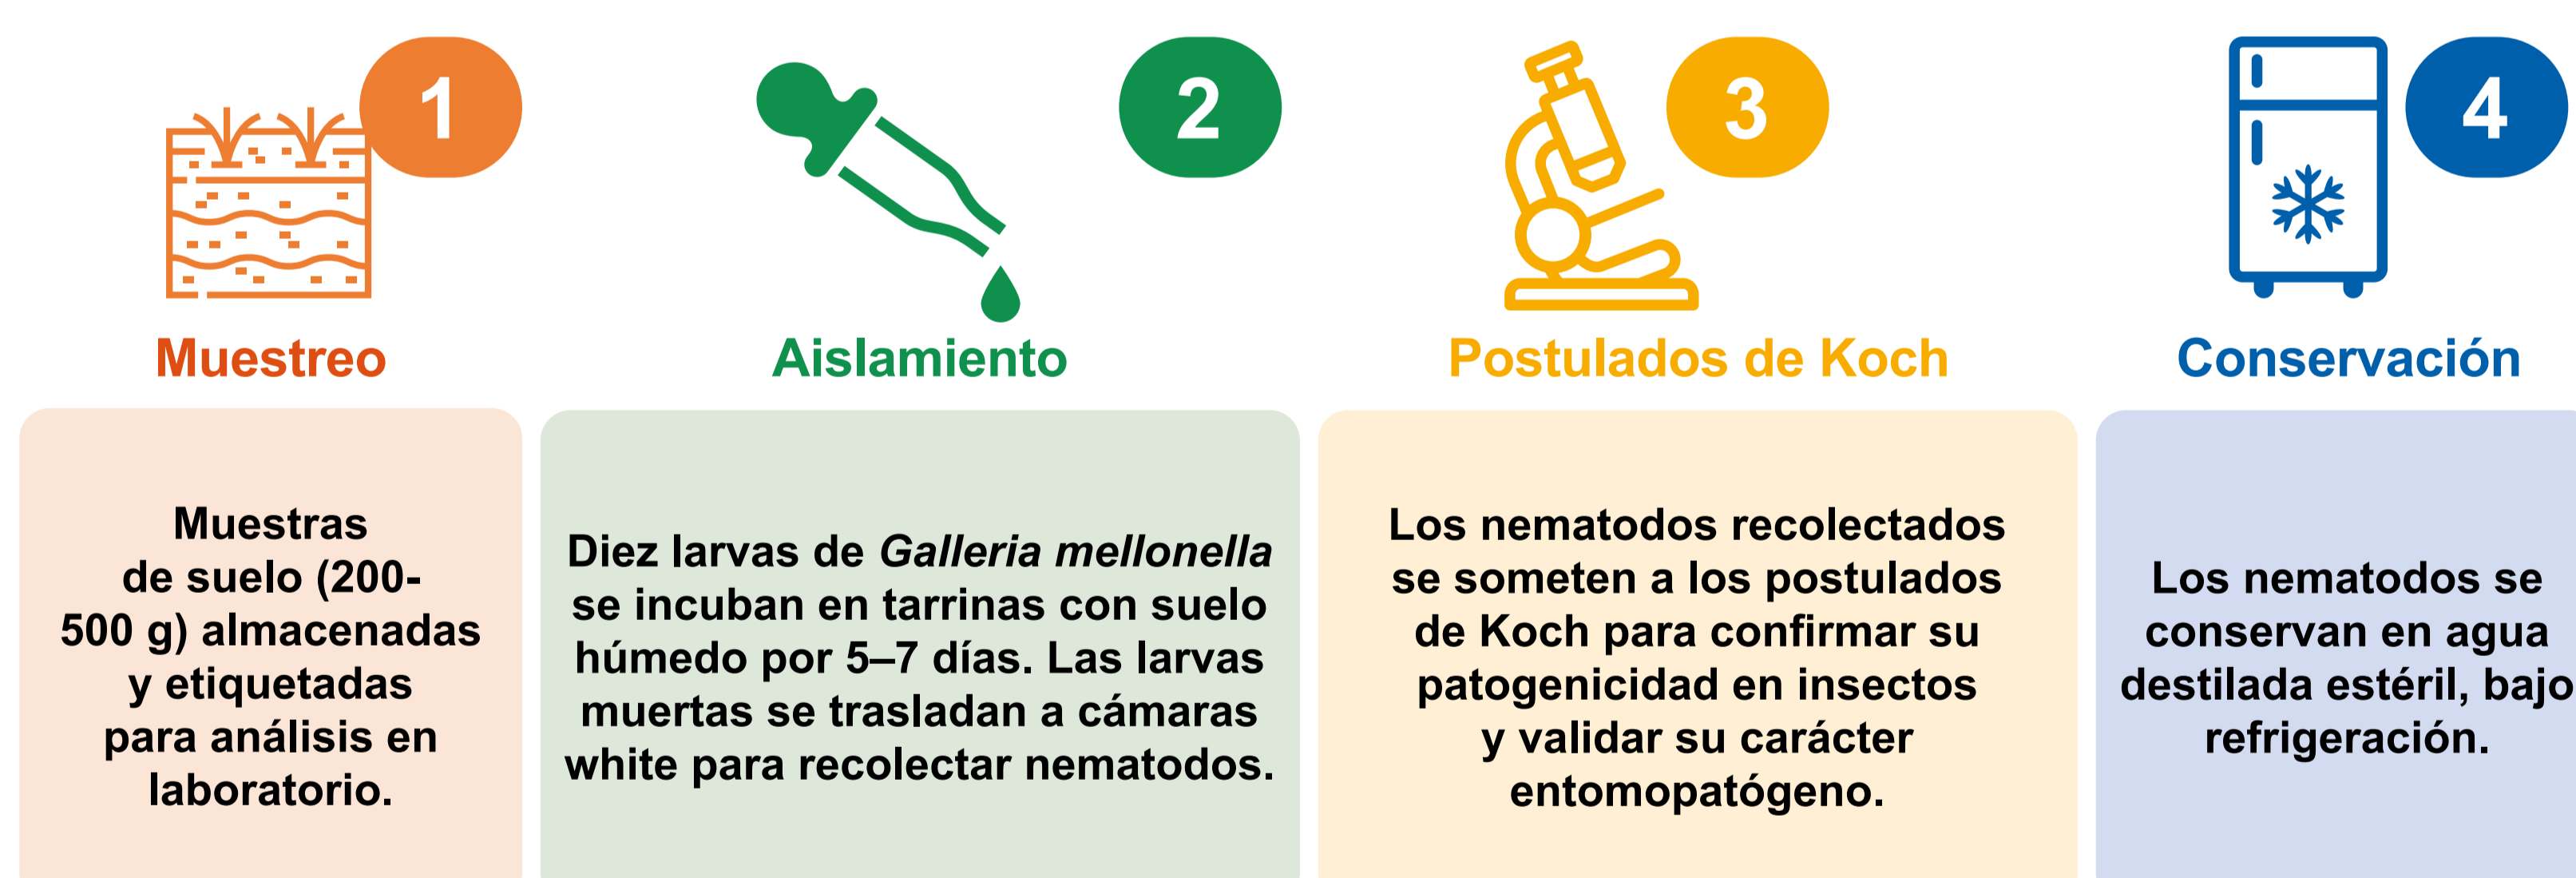 1
Muestreo
Muestras
de suelo (200-
500 g) almacenadas
y etiquetadas
para análisis en
laboratorio.
2
Aislamiento
Diez larvas de Galleria mellonella
se incuban en tarrinas con suelo
húmedo por 5–7 días. Las larvas
muertas se trasladan a cámaras
white para recolectar nematodos.
3
Postulados de Koch
Los nematodos recolectados
se someten a los postulados
de Koch para confirmar su
patogenicidad en insectos
y validar su carácter
entomopatógeno.
4
Conservación
Los nematodos se
conservan en agua
destilada estéril, bajo
refrigeración.